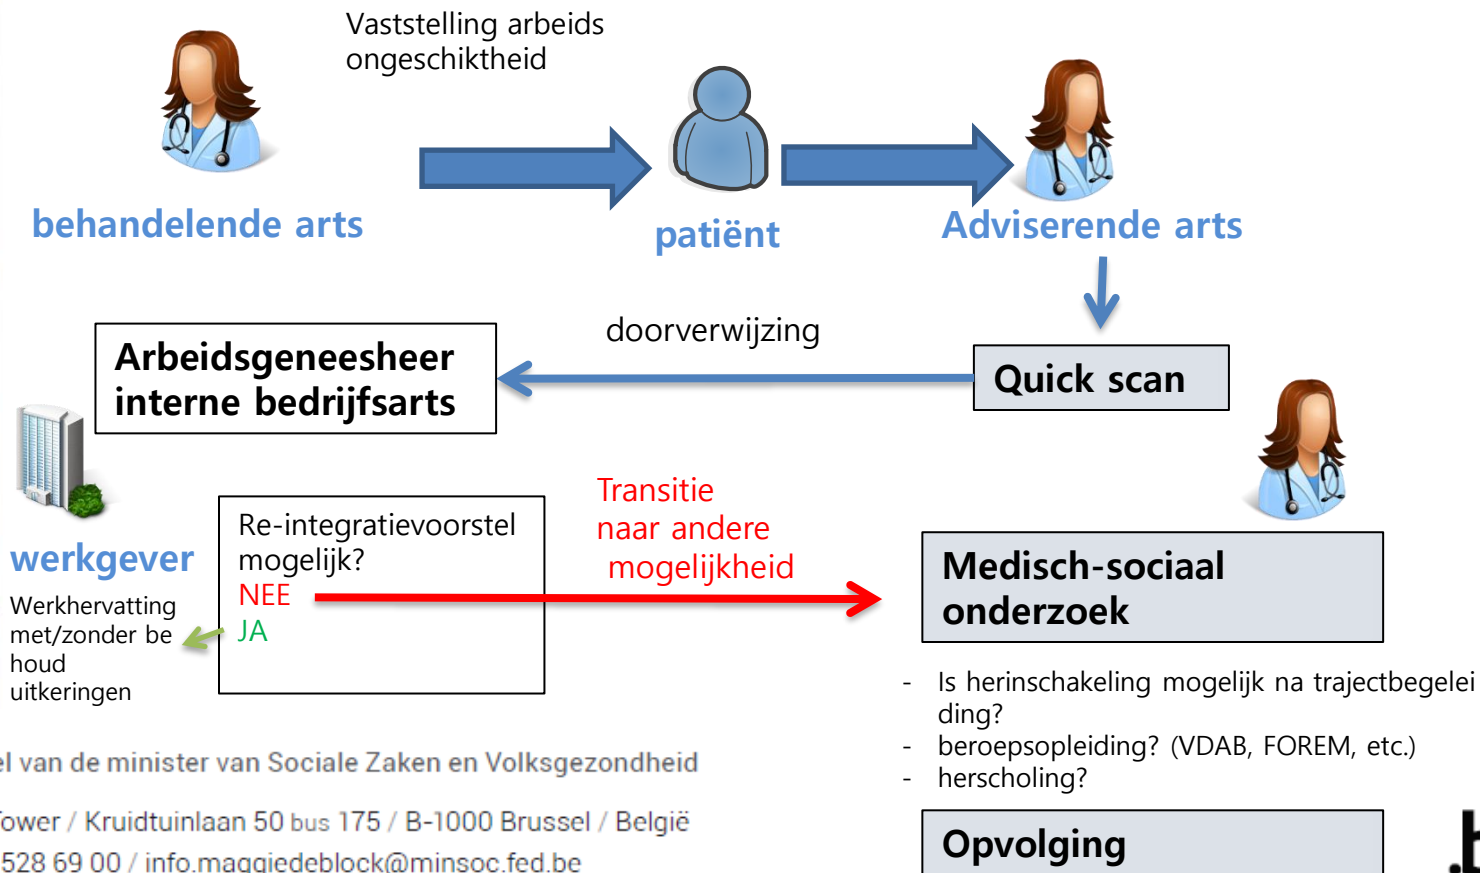 Vaststelling arbeids
ongeschiktheid
behandelende arts
patiënt
Adviserende arts
doorverwijzing
Arbeidsgeneesheer
interne bedrijfsarts
Quick scan
werkgever
Werkhervatting
met/zonder be
houd
uitkeringen
Re-integratievoorstel
mogelijk?
NEE
JA
Transitie
naar andere
mogelijkheid
Medisch-sociaal
onderzoek
- Is herinschakeling mogelijk na trajectbegelei
ding?
- beroepsopleiding? (VDAB, FOREM, etc.)
- herscholing?
Opvolging
el van de minister van Sociale Zaken en Volksgezondheid
ower / Kruidtuinlaan 50 bus 175 / B-1000 Brussel / België
528 69 00 / info.maggiedeblock@minsoc.fed.be
.b